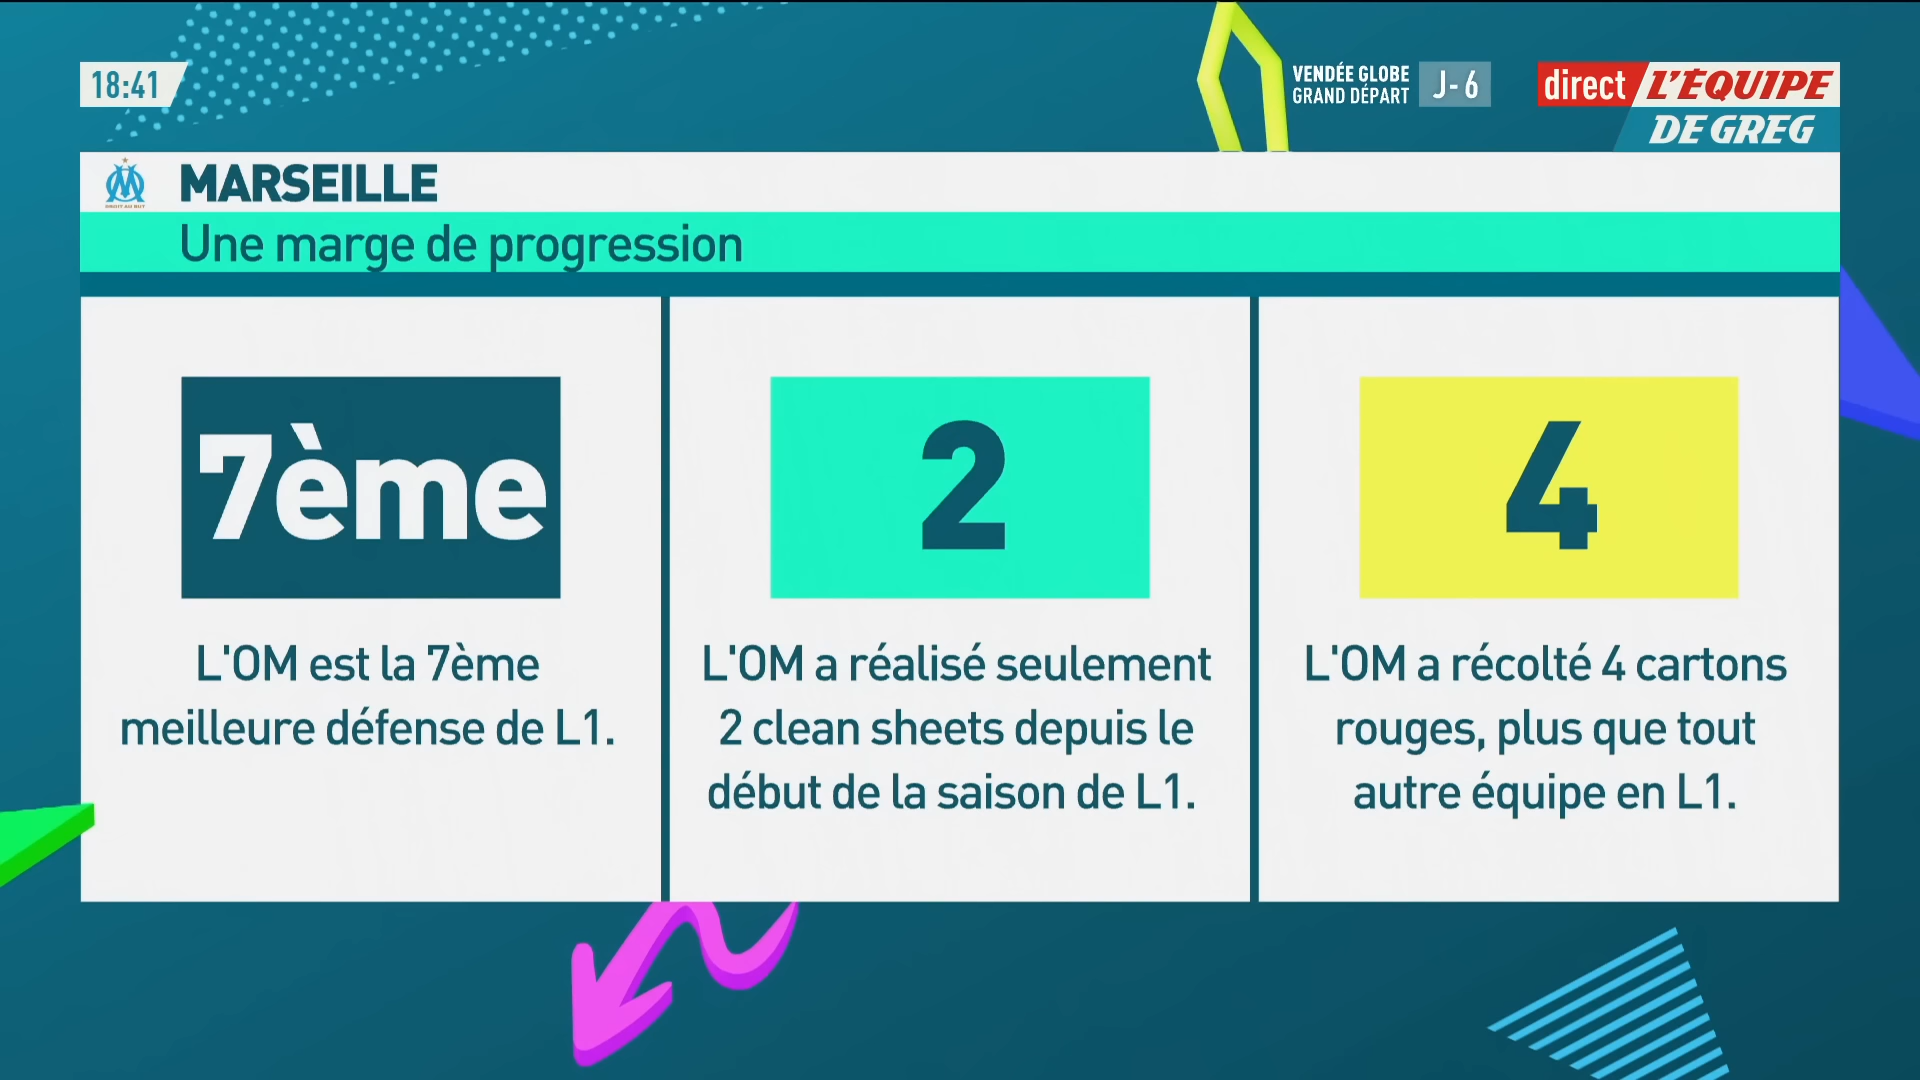 18:41
VENDÉE GLOBE
GRAND DÉPART
J-6
direct L'ÉQUIPE
DE GREG
MARSEILLE
Une marge de progression
7ème
L'OM est la 7ème
meilleure défense de L1.
2
L'OM a réalisé seulement
2 clean sheets depuis le
début de la saison de L1.
4
L'OM a récolté 4 cartons
rouges, plus que tout
autre équipe en L1.